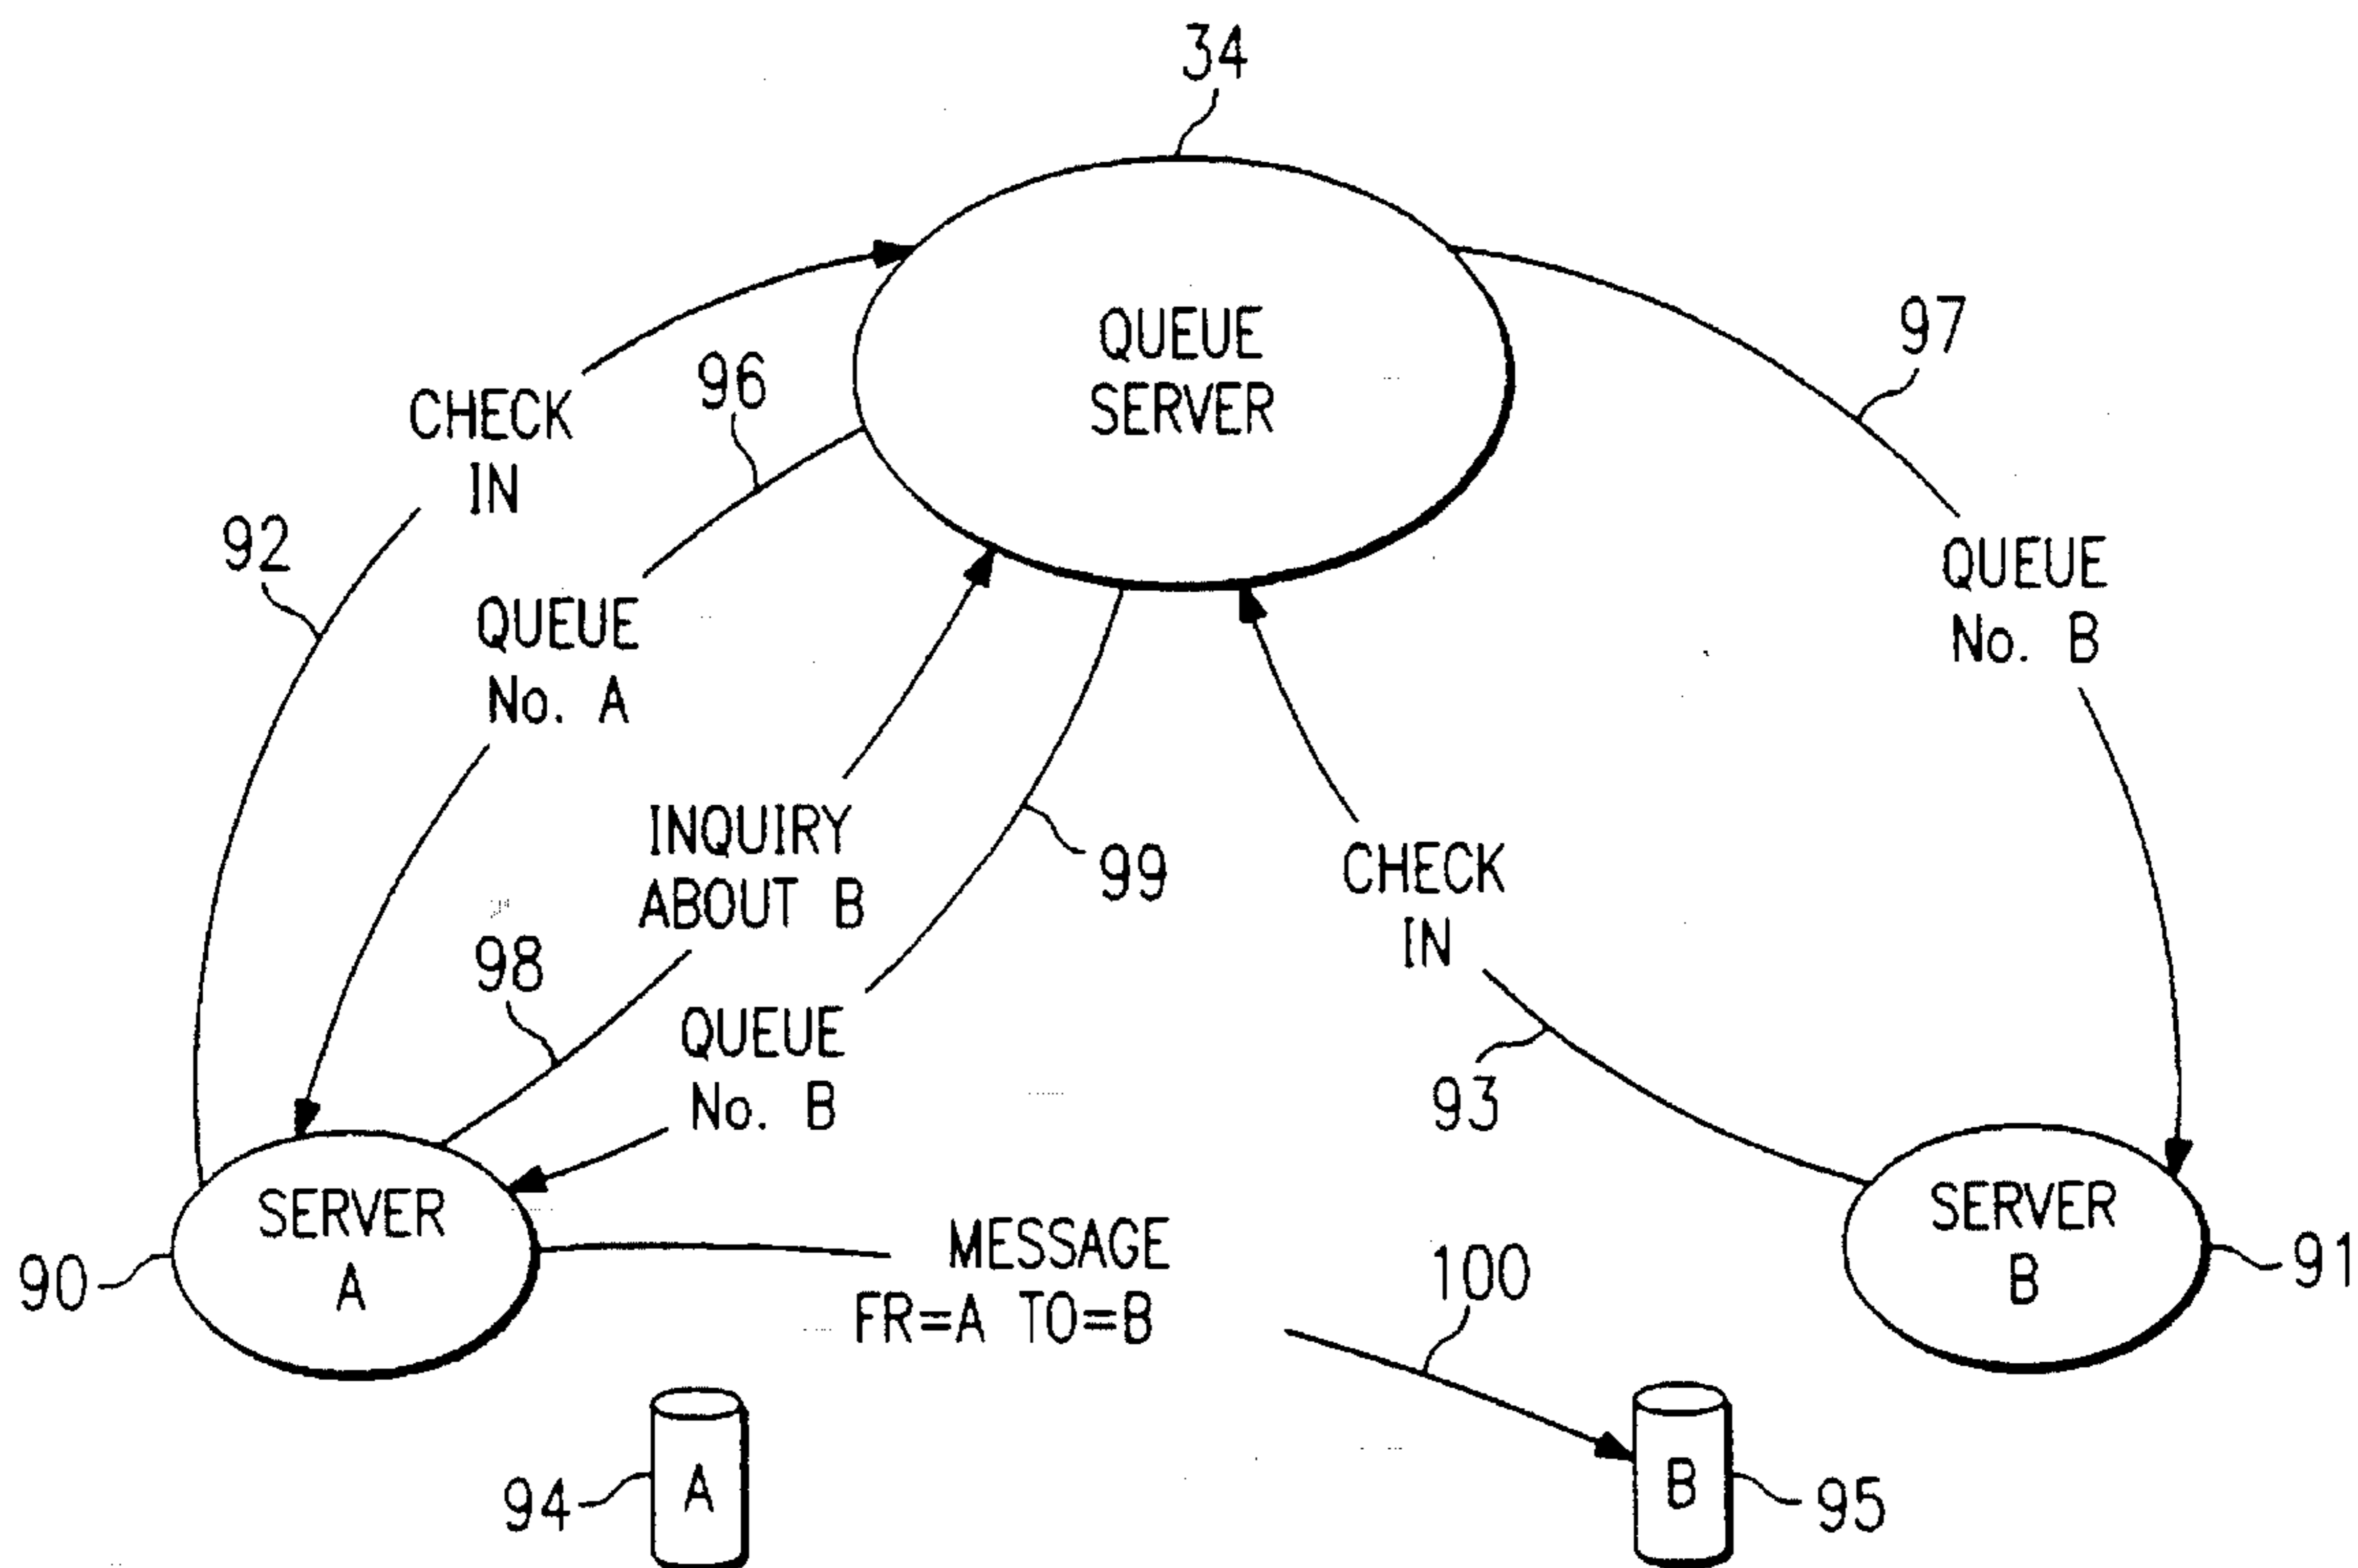 34
QUEUE
SERVER
97
96
CHECK
IN
92
QUEUE
No. A
QUEUE
No. B
INQUIRY
ABOUT B
99
CHECK
IN
98
QUEUE
No. B
93
SERVER
A
90
MESSAGE
FR=A TO=B
100
SERVER
B
91
A
94
B
95